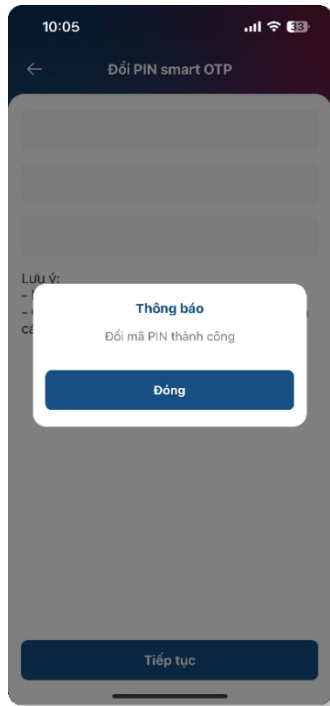 10:05
33
Đổi PIN smart OTP
Lưu ý:
-
-
Thông báo
Đổi mã PIN thành công
Đóng
Tiếp tục